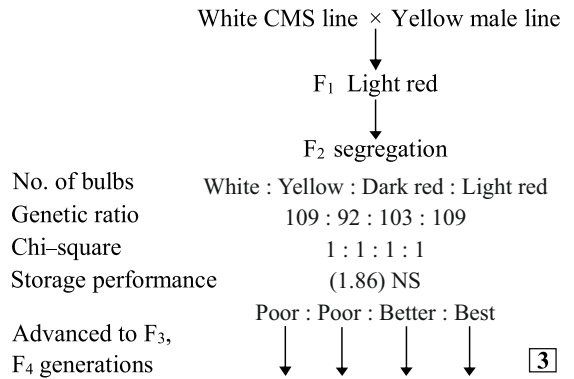 White CMS line × Yellow male line
F₁ Light red
F₂ segregation
No. of bulbs White : Yellow : Dark red : Light red
Genetic ratio 109 : 92 : 103 : 109
Chi–square 1 : 1 : 1 : 1
Storage performance (1.86) NS
Poor : Poor : Better : Best
Advanced to F₃,
F₄ generations
3